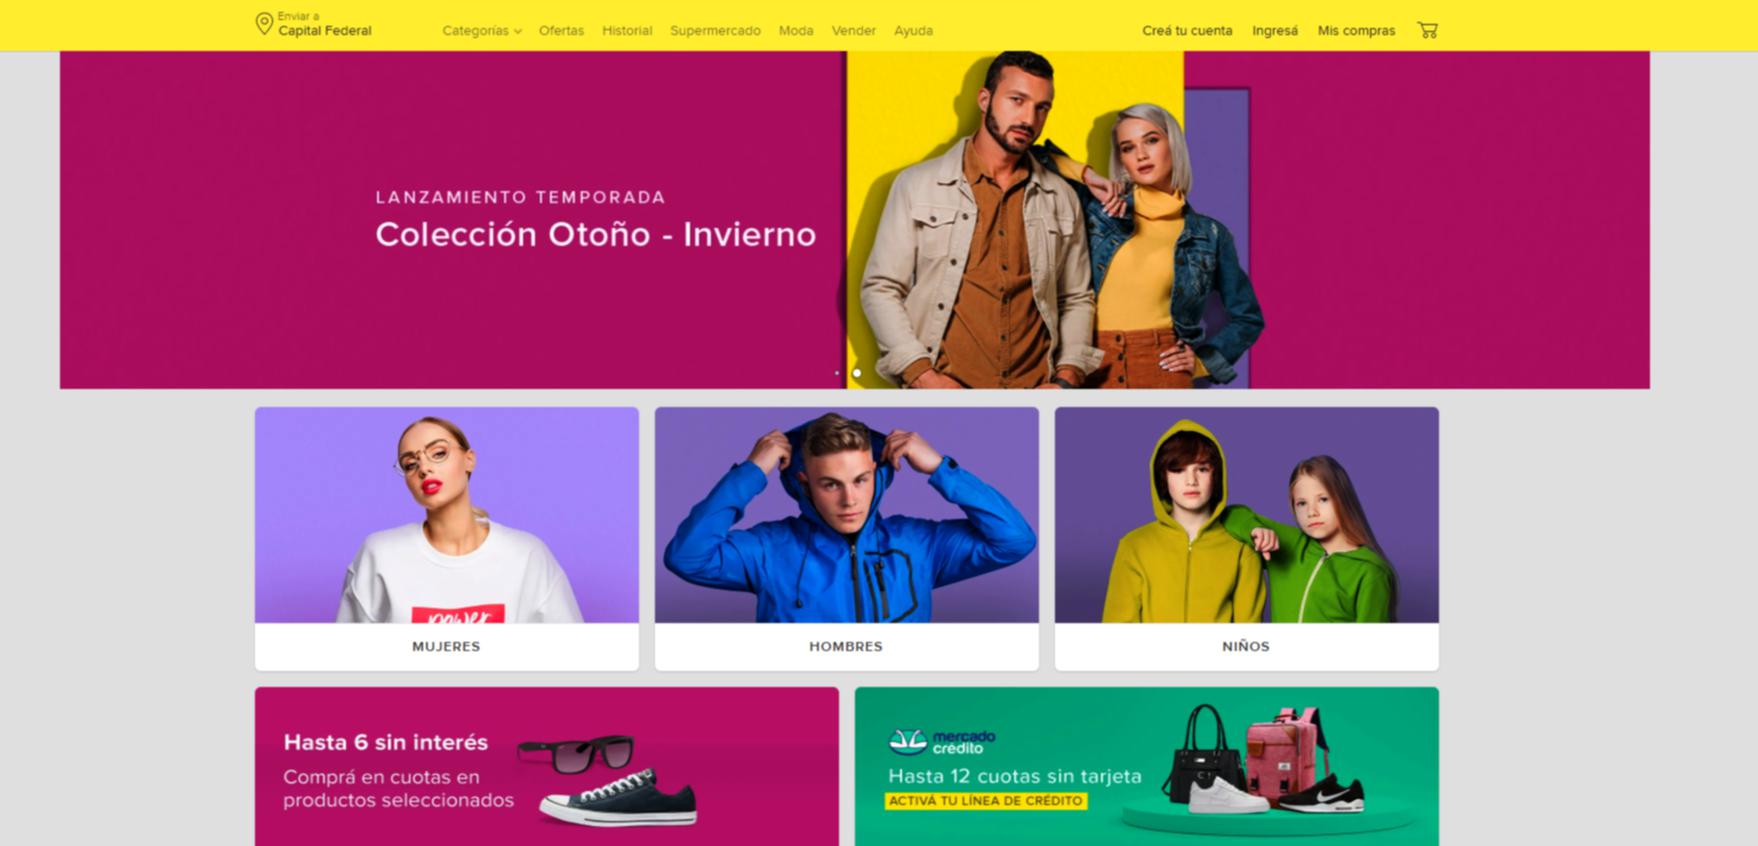 Enviar a
Capital Federal
Categorías Ofertas Historial Supermercado Moda Vender Ayuda
Creá tu cuenta Ingresá Mis compras
LANZAMIENTO TEMPORADA
Colección Otoño - Invierno
power
MUJERES
HOMBRES
NIÑOS
Hasta 6 sin interés
Comprá en cuotas en
productos seleccionados
mercado
crédito
Hasta 12 cuotas sin tarjeta
ACTIVÁ TU LÍNEA DE CRÉDITO